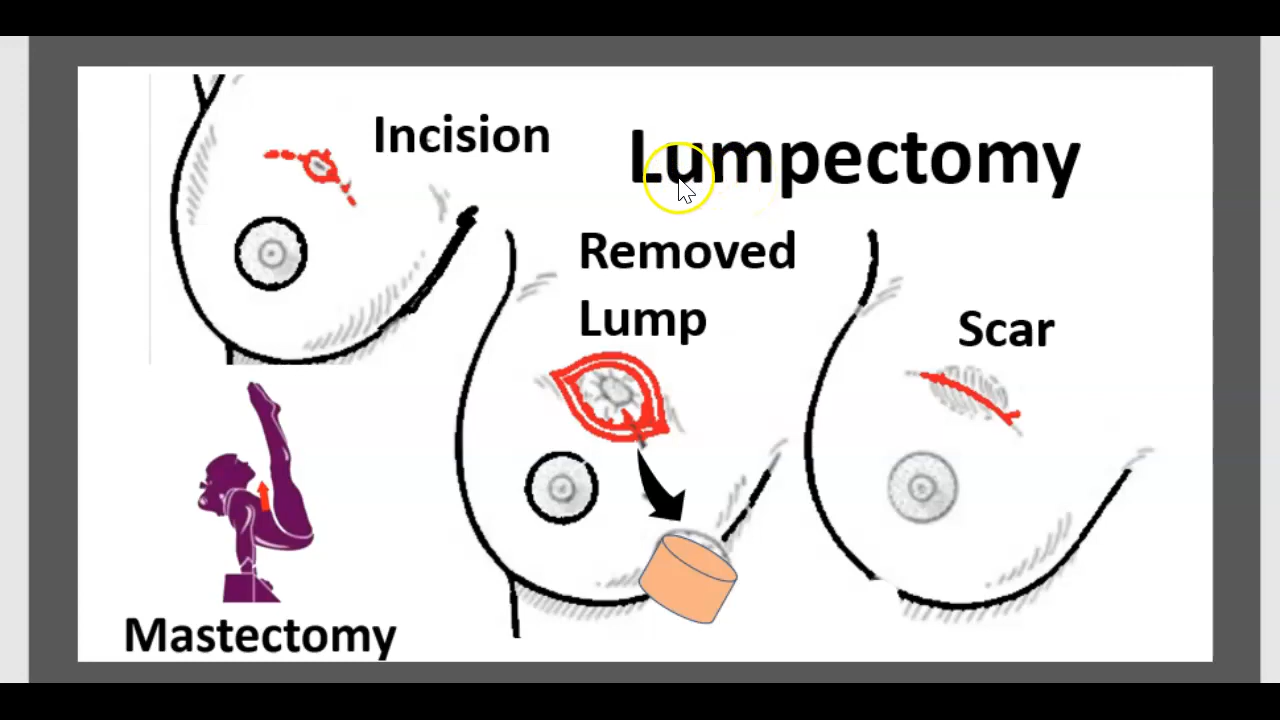 Incision
Lumpectomy
Removed
Lump
Scar
Mastectomy